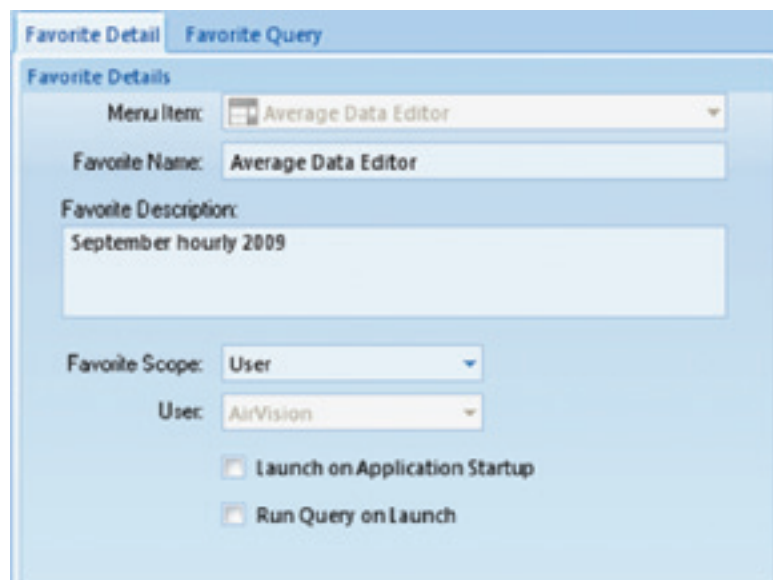 Favorite Detail Favorite Query
Favorite Details
Menu Item: Average Data Editor
Favorite Name: Average Data Editor
Favorite Description:
September hourly 2009
Favorite Scope: User
User: AirVision
Launch on Application Startup
Run Query on Launch